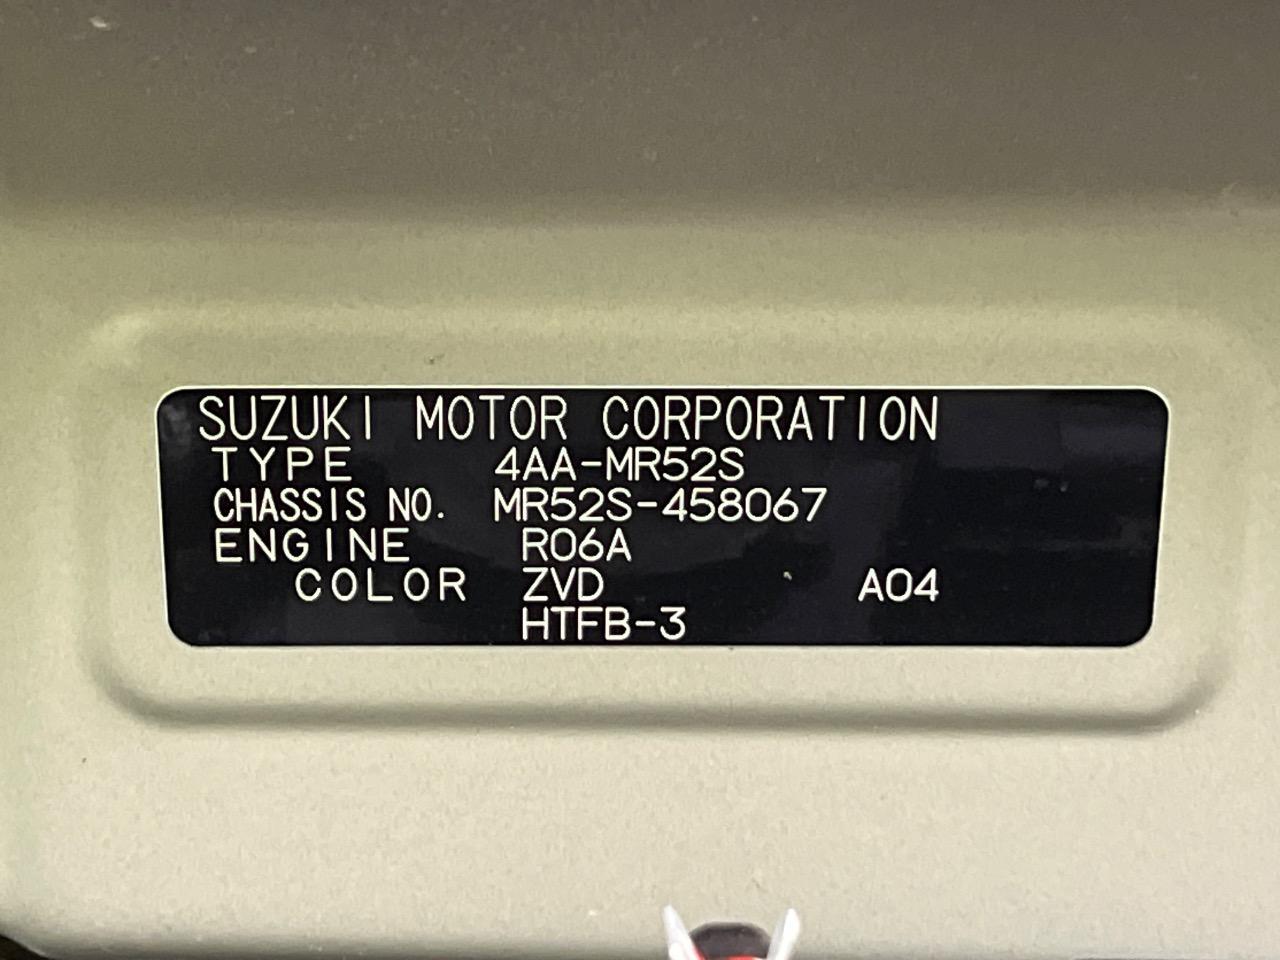 SUZUKI MOTOR CORPORATION
TYPE 4AA-MR52S
CHASSIS NO. MR52S-458067
ENGINE R06A
COLOR ZVD A04
HTFB-3